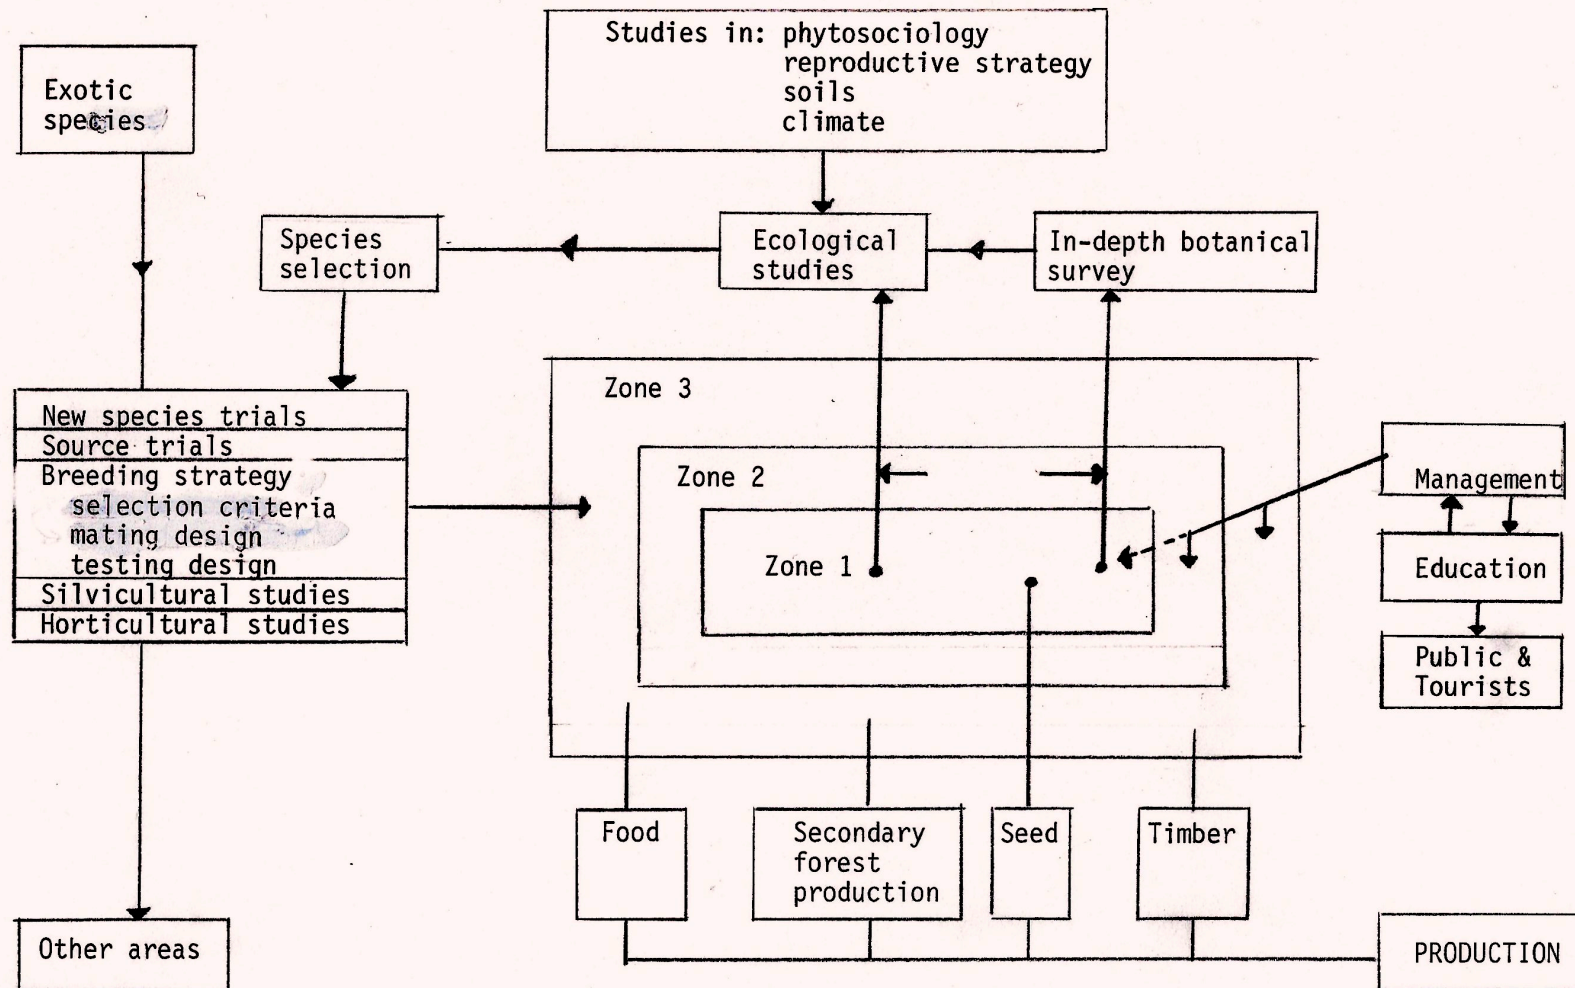 Studies in: phytosociology
reproductive strategy
soils
climate
Exotic
species
Species
selection
Ecological
studies
In-depth botanical
survey
New species trials
Source trials
Breeding strategy
selection criteria
mating design
testing design
Silvicultural studies
Horticultural studies
Zone 3
Zone 2
Zone 1
Management
Education
Public &
Tourists
Food
Secondary
forest
production
Seed
Timber
Other areas
PRODUCTION